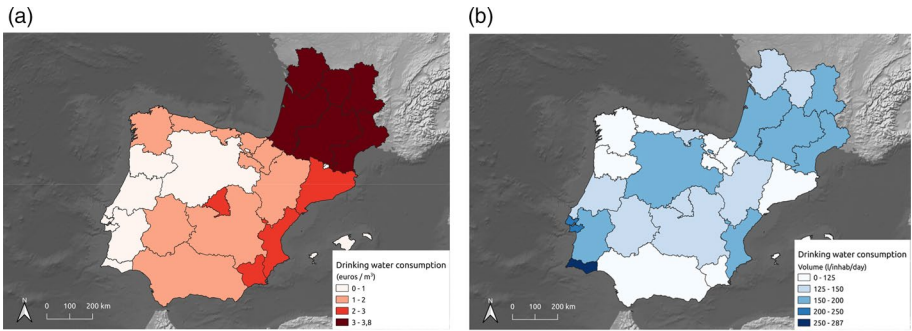 (a)
(b)
Drinking water consumption
(euros / m³)
0 - 1
1 - 2
2 - 3
3 - 3,8
N
0 100 200 km
Drinking water consumption
Volume (l/inhab/day)
0 - 125
125 - 150
150 - 200
200 - 250
250 - 287
N
0 100 200 km